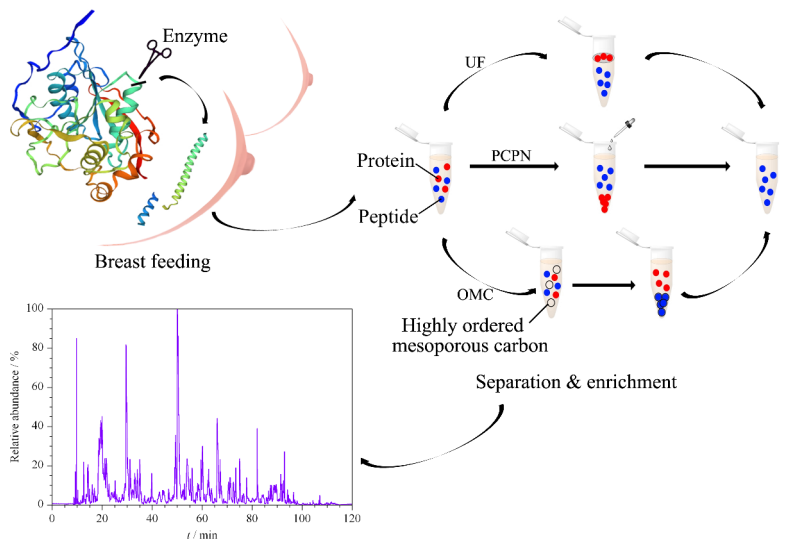 Enzyme
Breast feeding
UF
Protein
PCPN
Peptide
OMC
Highly ordered
mesoporous carbon
Separation & enrichment
Relative abundance / %
100
80
60
40
20
0
0
20
40
60
80
100
120
t / min